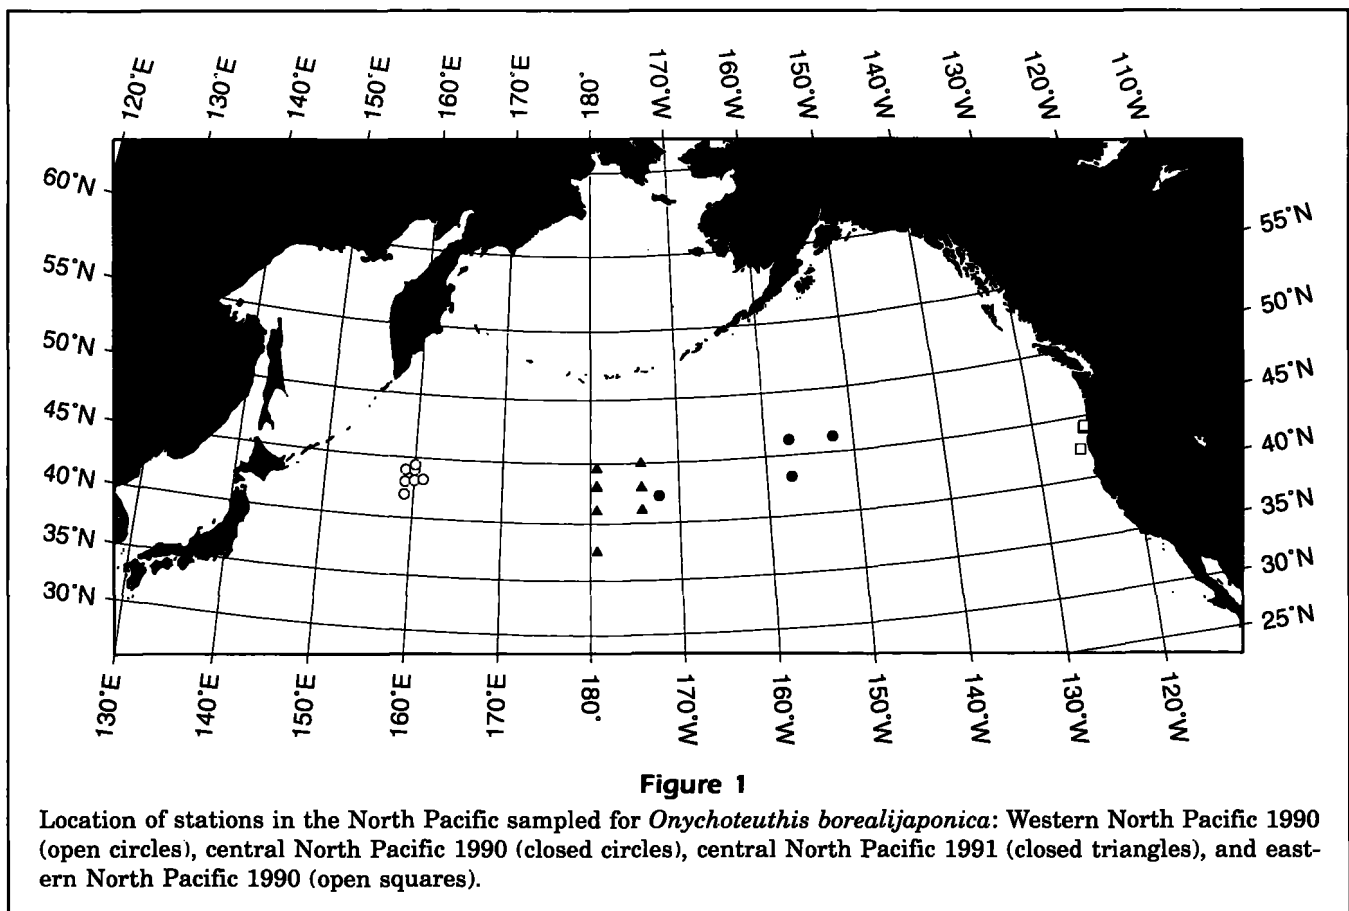 120°E 130°E 140°E 150°E 160°E 170°E 180° 170°W 160°W 150°W 140°W 130°W 120°W 110°W
60°N
55°N
50°N
45°N
40°N
35°N
30°N
55°N
50°N
45°N
40°N
35°N
30°N
25°N
130°E 140°E 150°E 160°E 170°E 180° 170°W 160°W 150°W 140°W 130°W 120°W
Figure 1
Location of stations in the North Pacific sampled for Onychoteuthis borealijaponica: Western North Pacific 1990
(open circles), central North Pacific 1990 (closed circles), central North Pacific 1991 (closed triangles), and east-
ern North Pacific 1990 (open squares).